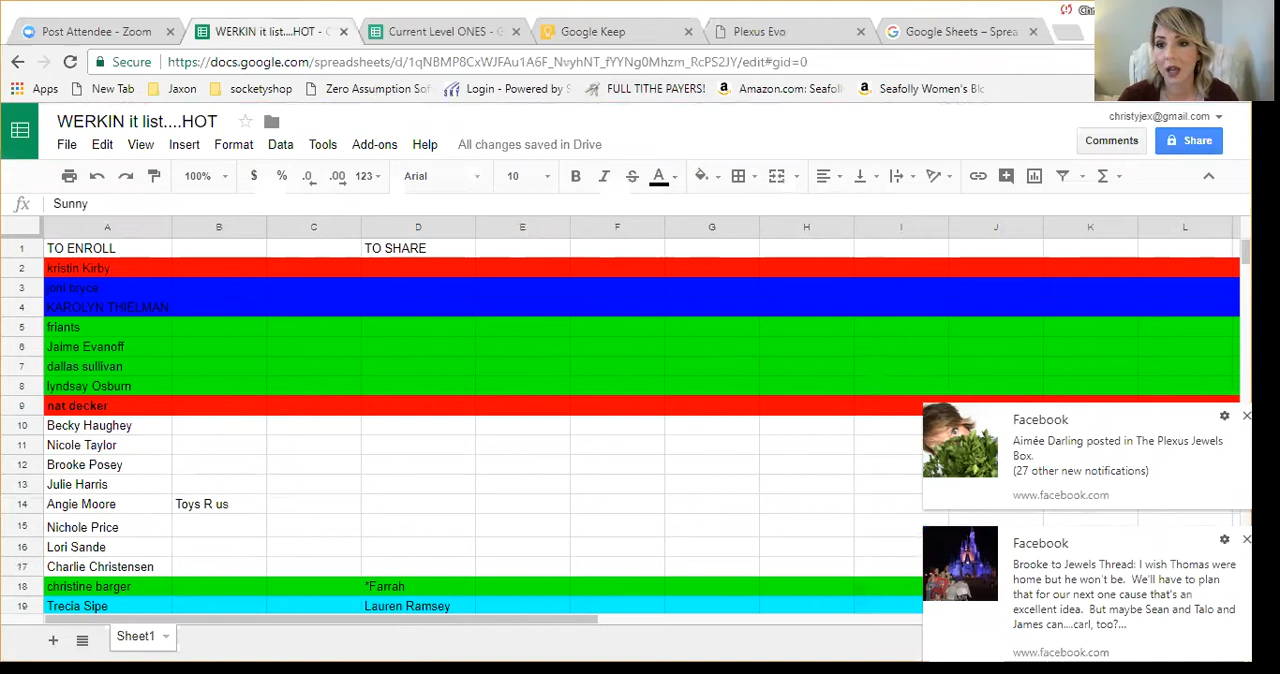 Chr
Post Attendee - Zoom
WERKIN it list....HOT -
Current Level ONES - G
Google Keep
Plexus Evo
Google Sheets – Sprea
Secure
https://docs.google.com/spreadsheets/d/1qNBMY8CxWJFAu1A6F_NvyhNT_fYYNg0Mhzm_RcPS2JY/edit#gid=0
Apps
New Tab
Jaxon
socketyshop
Zero Assumption Sof
Login - Powered by S
FULL TITHE PAYERS!
Amazon.com: Seafoll
Seafolly Women's Blo
WERKIN it list....HOT
christyjex@gmail.com
File Edit View Insert Format Data Tools Add-ons Help All changes saved in Drive
Comments
Share
100% $ % .0 .00 123 Arial 10 B I S A Σ
fx Sunny
A B C D E F G H I J K L
1 TO ENROLL TO SHARE
2 kristin Kirby
3 joni bryce
4 KAROLYN THIELMAN
5 friants
6 Jaime Evanoff
7 dallas sullivan
8 lyndsay Osburn
9 nat decker
10 Becky Haughey
11 Nicole Taylor
12 Brooke Posey
13 Julie Harris
14 Angie Moore Toys R us
15 Nichole Price
16 Lori Sande
17 Charlie Christensen
18 christine barger *Farrah
19 Trecia Sipe Lauren Ramsey
Facebook
Aimée Darling posted in The Plexus Jewels
Box.
(27 other new notifications)
www.facebook.com
Facebook
Brooke to Jewels Thread: I wish Thomas were
home but he won't be. We'll have to plan
that for our next one cause that's an
excellent idea. But maybe Sean and Talo and
James can....carl, too?...
www.facebook.com
Sheet1